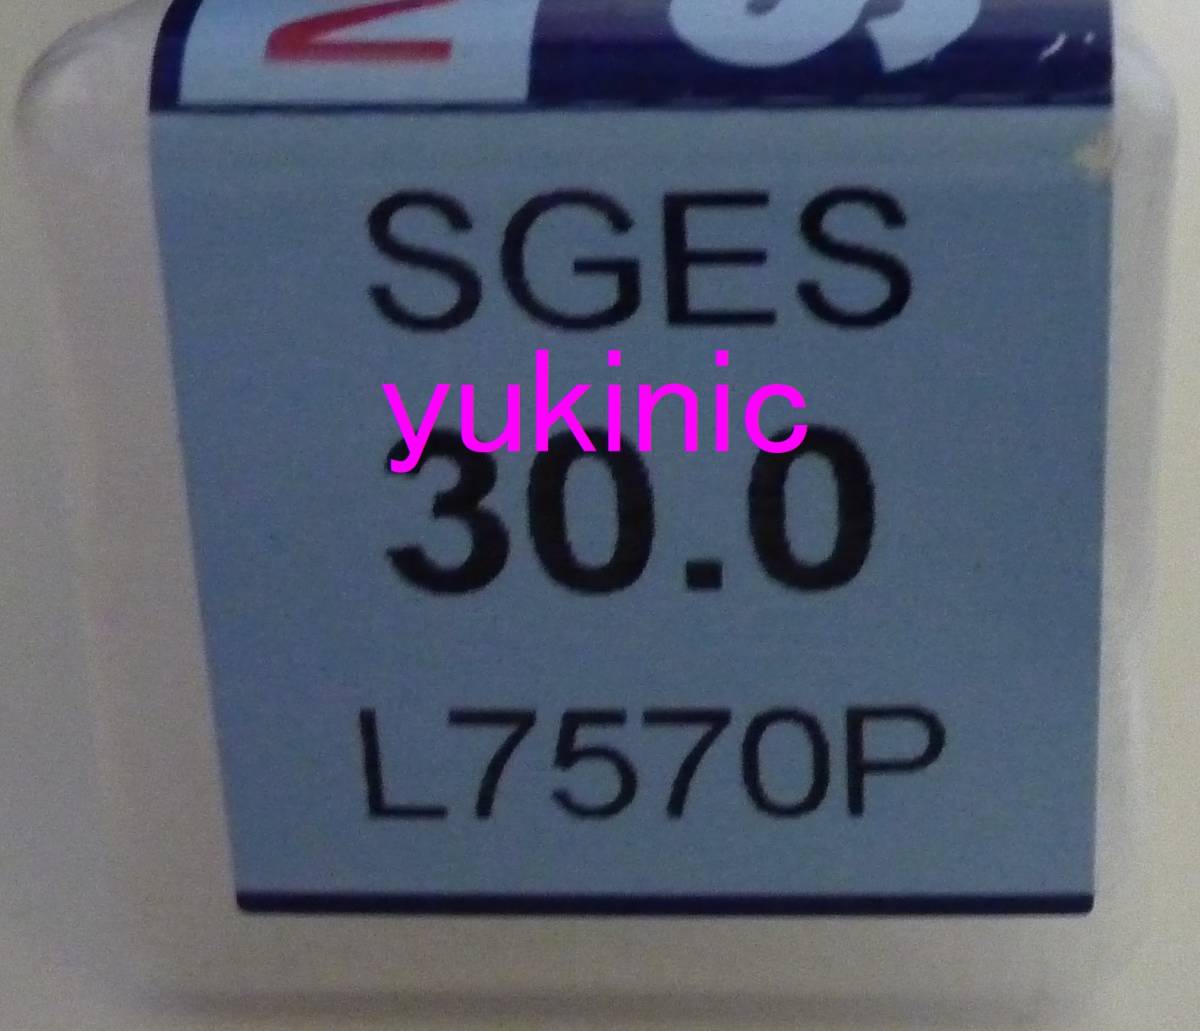 SGES
yukinic
30.0
L7570P